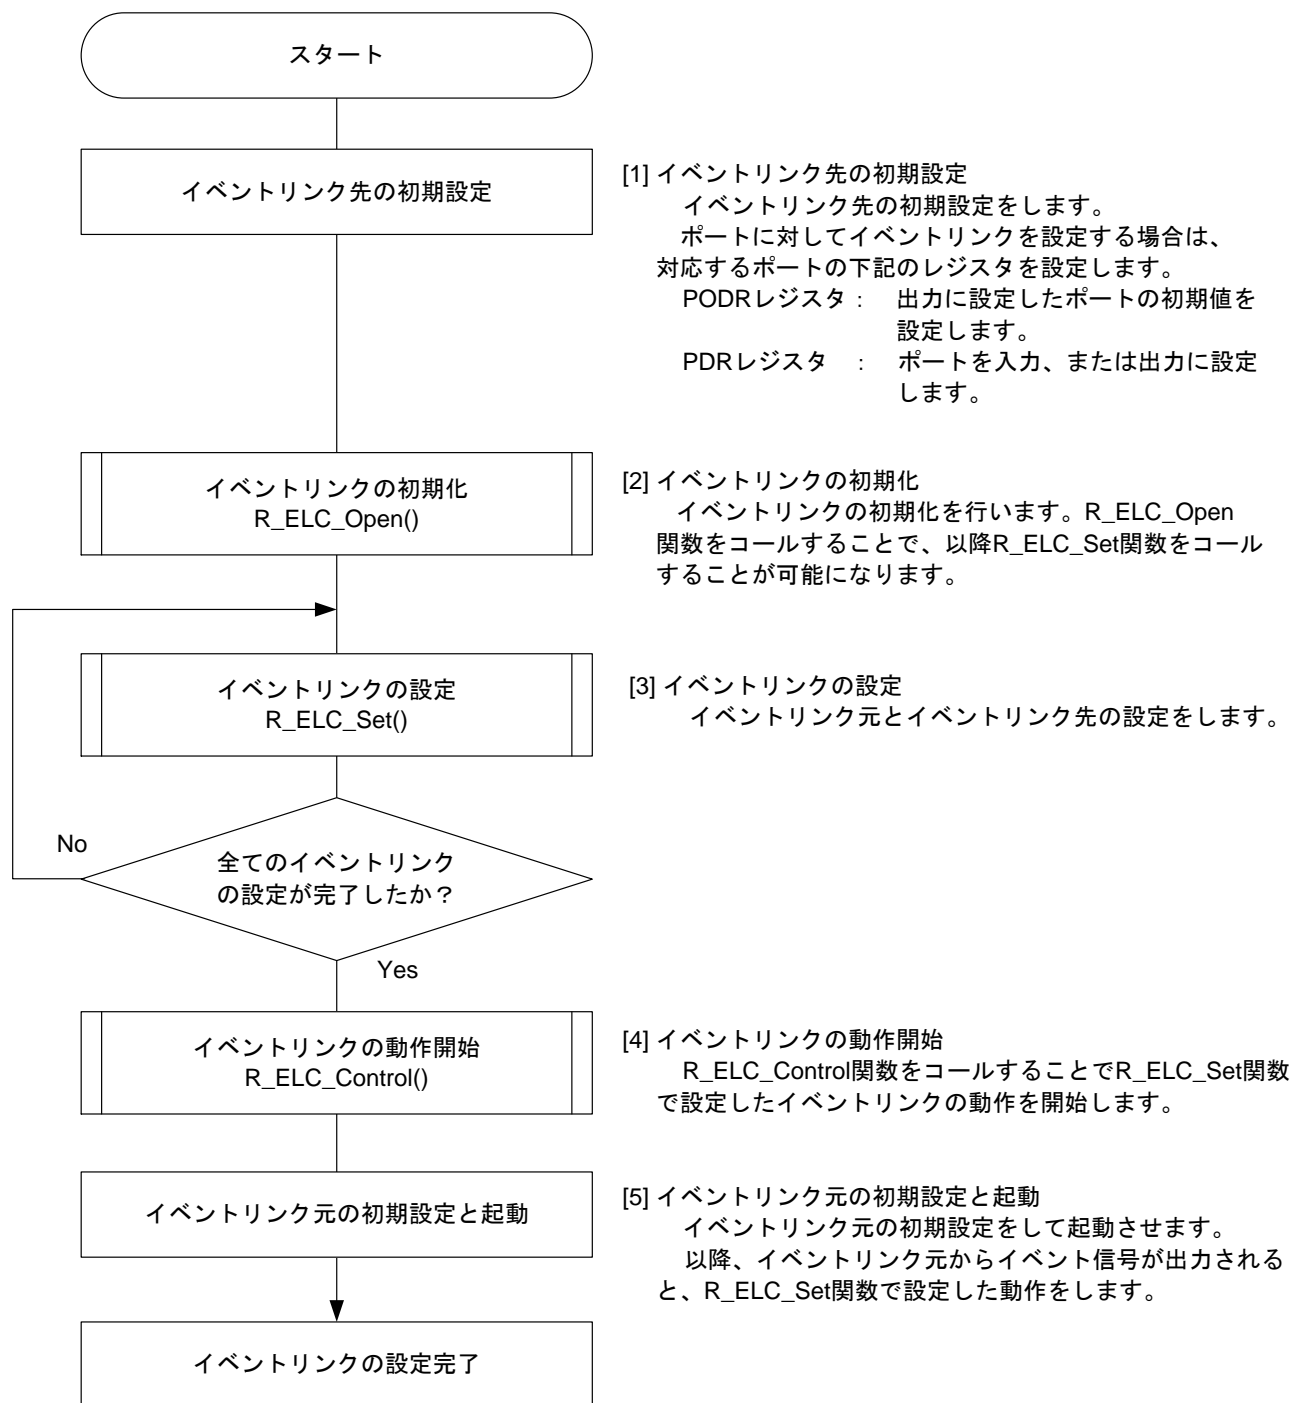 スタート
イベントリンク先の初期設定
[1] イベントリンク先の初期設定
イベントリンク先の初期設定をします。
ポートに対してイベントリンクを設定する場合は、
対応するポートの下記のレジスタを設定します。
PODRレジスタ： 出力に設定したポートの初期値を
設定します。
PDRレジスタ ： ポートを入力、または出力に設定
します。
イベントリンクの初期化
R_ELC_Open()
[2] イベントリンクの初期化
イベントリンクの初期化を行います。R_ELC_Open
関数をコールすることで、以降R_ELC_Set関数をコール
することが可能になります。
イベントリンクの設定
R_ELC_Set()
[3] イベントリンクの設定
イベントリンク元とイベントリンク先の設定をします。
No
全てのイベントリンク
の設定が完了したか？
Yes
イベントリンクの動作開始
R_ELC_Control()
[4] イベントリンクの動作開始
R_ELC_Control関数をコールすることでR_ELC_Set関数
で設定したイベントリンクの動作を開始します。
イベントリンク元の初期設定と起動
[5] イベントリンク元の初期設定と起動
イベントリンク元の初期設定をして起動させます。
以降、イベントリンク元からイベント信号が出力される
と、R_ELC_Set関数で設定した動作をします。
イベントリンクの設定完了